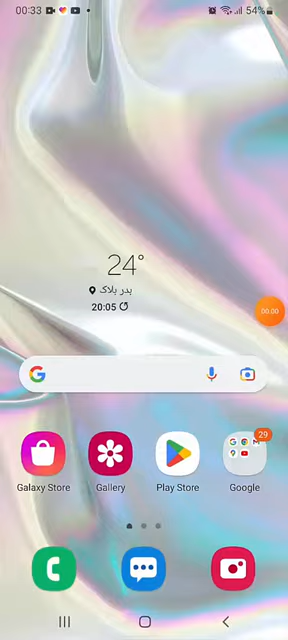 00:33
54%
24°
بدر بلاک
20:05
00:00
Galaxy Store
Gallery
Play Store
29
Google